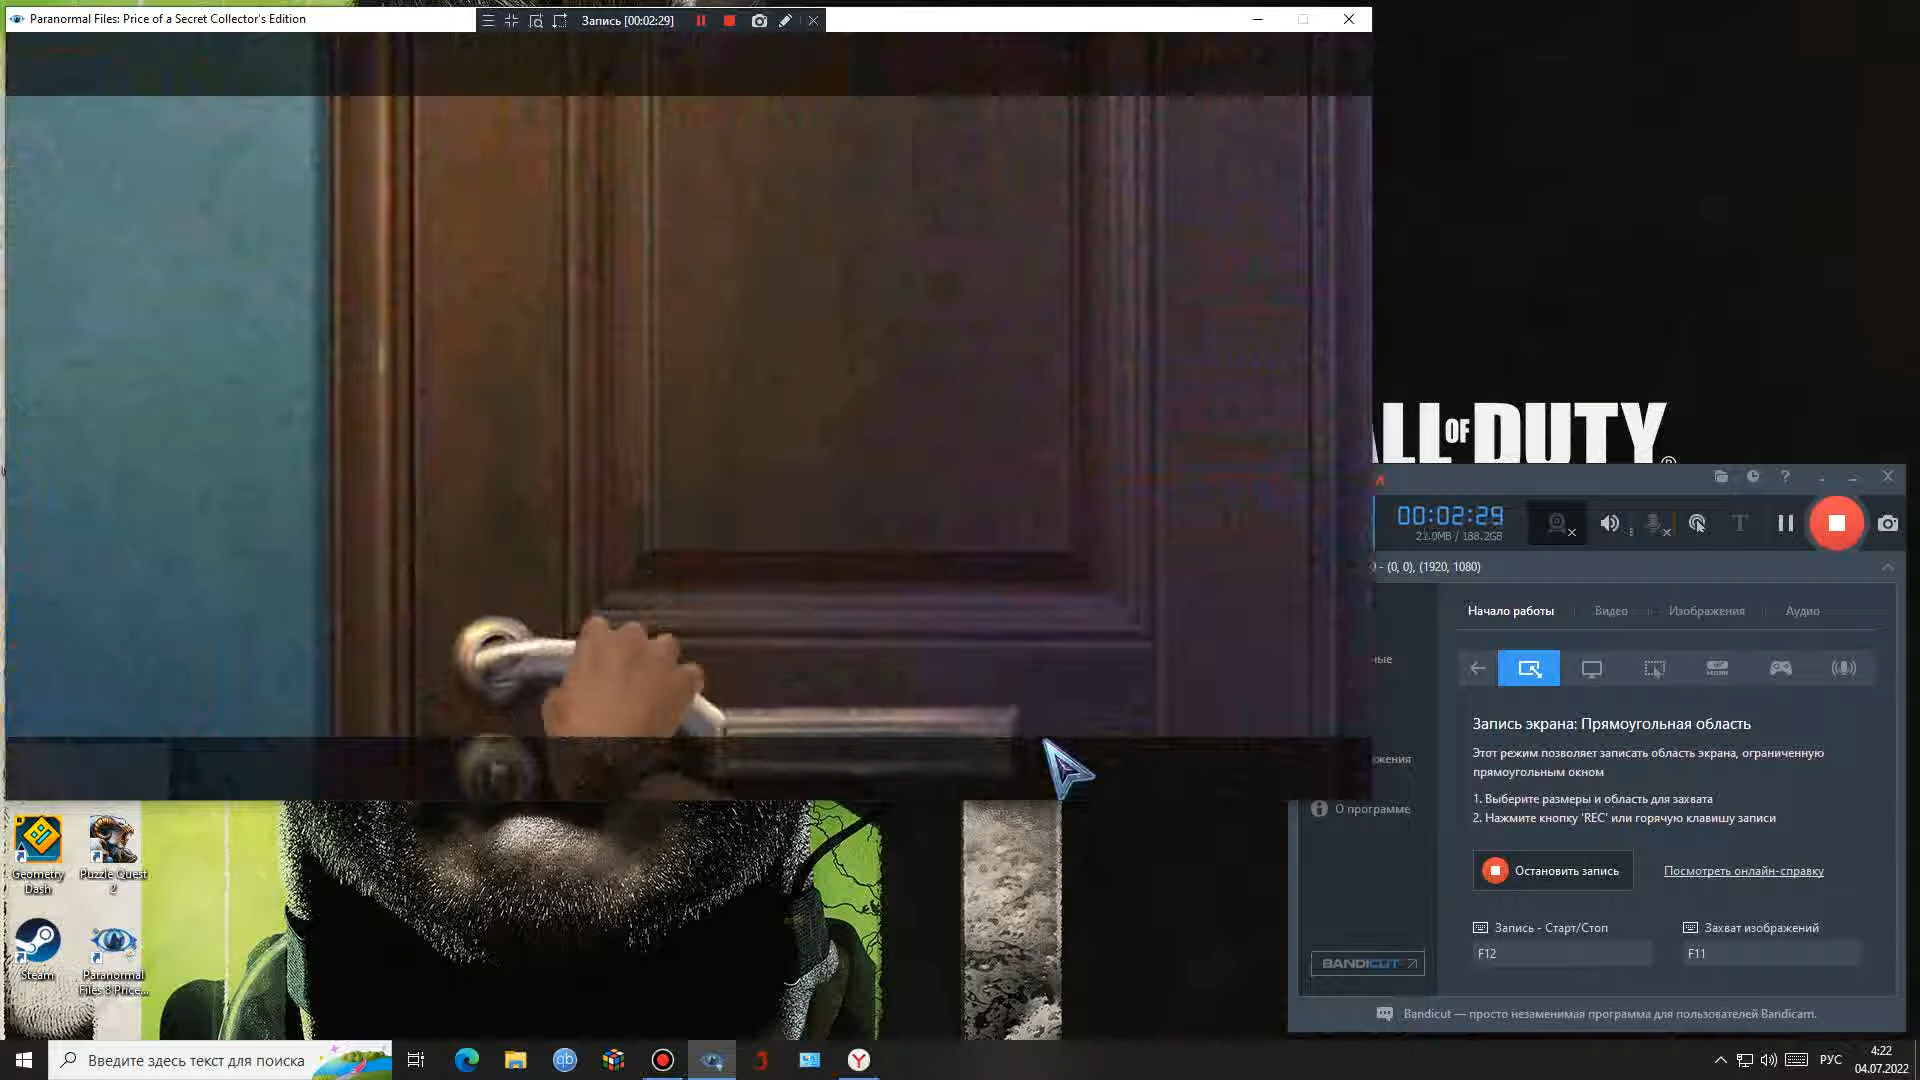 Paranormal Files: Price of a Secret Collector's Edition
Запись [00:02:29]
LL OF DUTY
®
00:02:29
22.0MB / 188.2GB
- (0, 0), (1920, 1080)
Начало работы
Видео
Изображения
Аудио
Запись экрана: Прямоугольная область
Этот режим позволяет записать область экрана, ограниченную
прямоугольным окном
1. Выберите размеры и область для захвата
2. Нажмите кнопку 'REC' или горячую клавишу записи
О программе
Остановить запись
Посмотреть онлайн-справку
Запись - Старт/Стоп
Захват изображений
F12
F11
BANDICUT
Bandicut — просто незаменимая программа для пользователей Bandicam.
Geometry
Dash
Puzzle Quest
2
Steam
Paranormal
Files 8 Price...
Введите здесь текст для поиска
РУС
4:22
04.07.2022